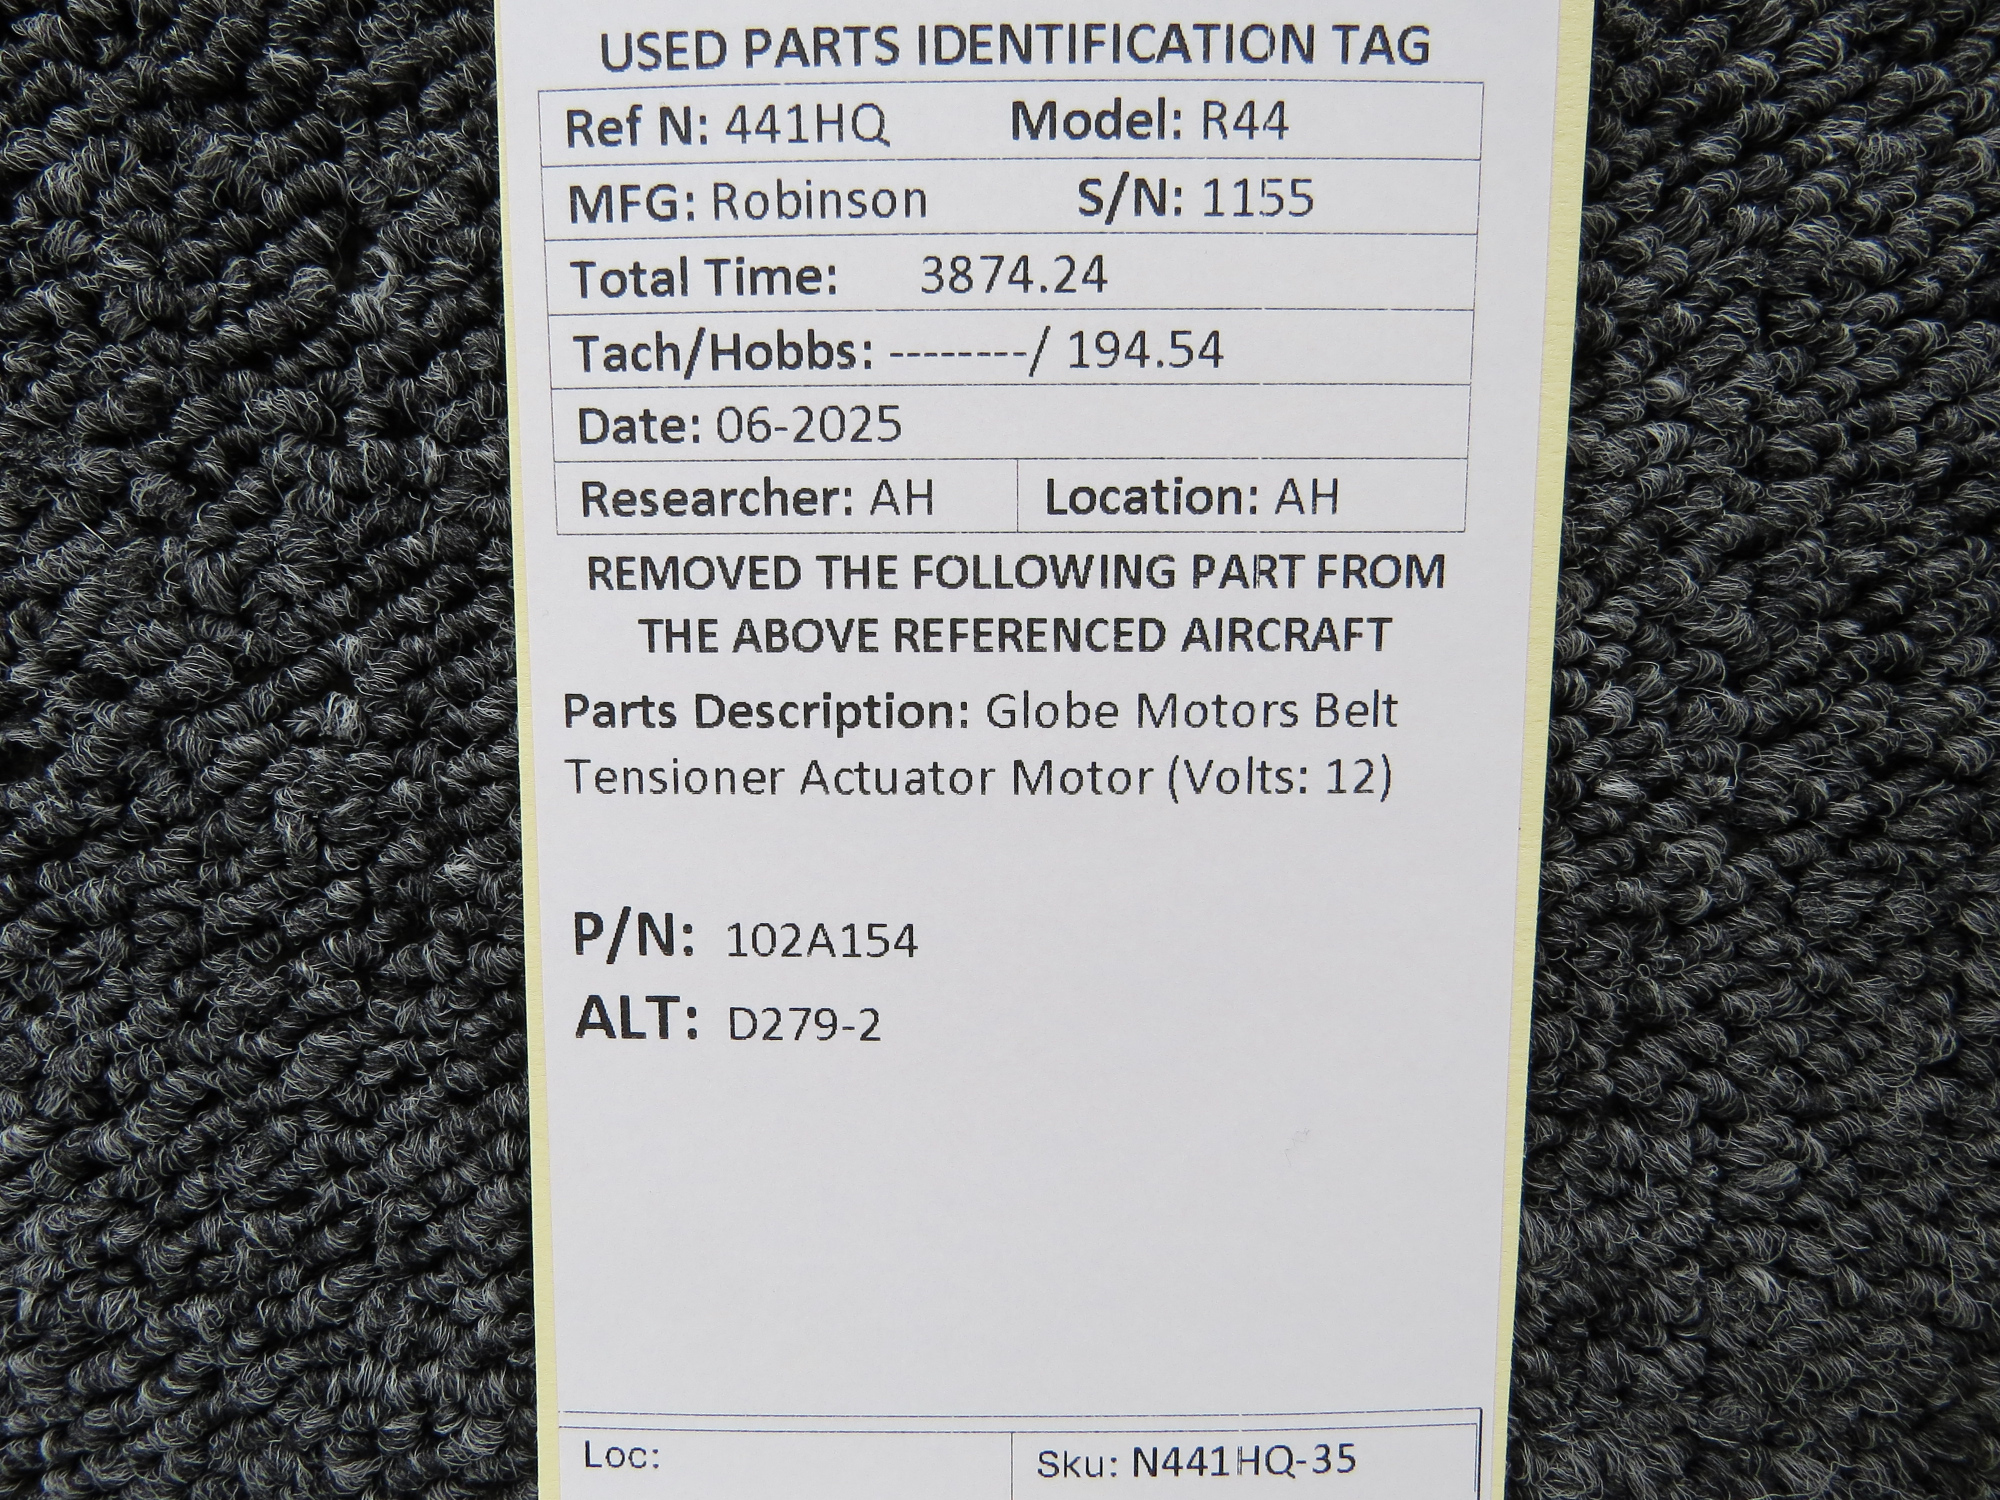 USED PARTS IDENTIFICATION TAG
Ref N: 441HQ Model: R44
MFG: Robinson S/N: 1155
Total Time: 3874.24
Tach/Hobbs: --------/ 194.54
Date: 06-2025
Researcher: AH Location: AH
REMOVED THE FOLLOWING PART FROM
THE ABOVE REFERENCED AIRCRAFT
Parts Description: Globe Motors Belt
Tensioner Actuator Motor (Volts: 12)
P/N: 102A154
ALT: D279-2
Loc: Sku: N441HQ-35